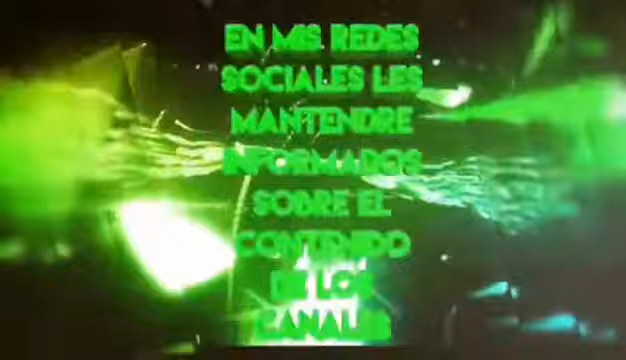 EN MIS REDES
SOCIALES LES
MANTENDRE
INFORMADOS
SOBRE EL
CONTENIDO
DE LOS
CANALES